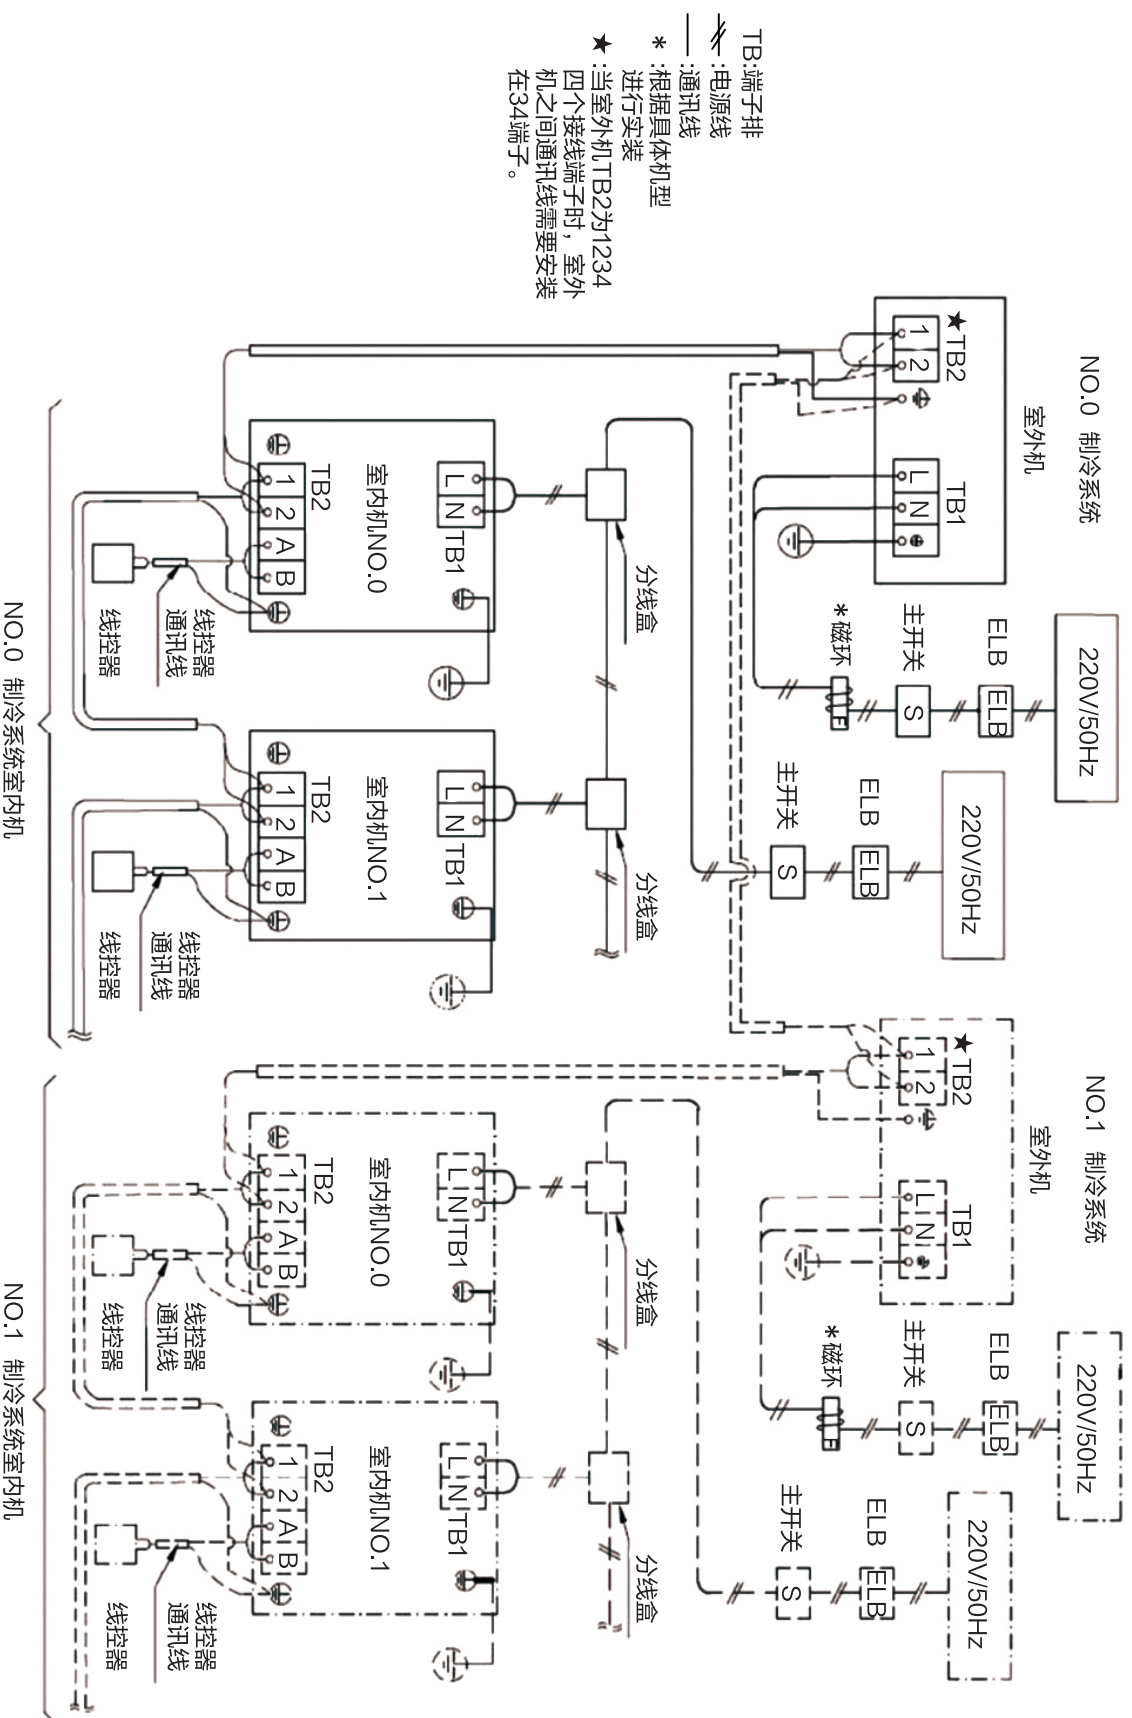 TB:端子排
:电源线
:通讯线
*:根据具体机型
进行实装
★:当室外机TB2为1234
四个接线端子时，室外
机之间通讯线需要安装
在34端子。
NO.0 制冷系统
室外机
★TB2
1 2
TB1
L N
220V/50Hz
ELB
ELB
主开关
S
*磁环
F
220V/50Hz
ELB
ELB
主开关
S
分线盒
分线盒
TB1
L N
室内机NO.0
TB2
1 2 A B
线控器
通讯线
线控器
TB1
L N
室内机NO.1
TB2
1 2 A B
线控器
通讯线
线控器
NO.0 制冷系统室内机
NO.1 制冷系统
室外机
★TB2
1 2
TB1
L N
220V/50Hz
ELB
ELB
主开关
S
*磁环
F
220V/50Hz
ELB
ELB
主开关
S
分线盒
分线盒
TB1
L N
室内机NO.0
TB2
1 2 A B
线控器
通讯线
线控器
TB1
L N
室内机NO.1
TB2
1 2 A B
线控器
通讯线
线控器
NO.1 制冷系统室内机